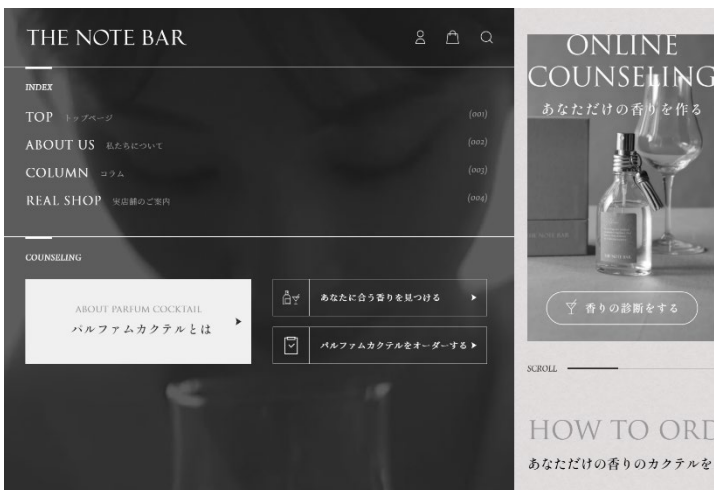 THE NOTE BAR
INDEX
TOP トップページ (001)
ABOUT US 私たちについて (002)
COLUMN コラム (003)
REAL SHOP 実店舗のご案内 (004)
COUNSELING
ABOUT PARFUM COCKTAIL
パルファムカクテルとは
あなたに合う香りを見つける
パルファムカクテルをオーダーする
ONLINE
COUNSELING
あなただけの香りを作る
THE NOTE BAR
香りの診断をする
SCROLL
HOW TO ORD
あなただけの香りのカクテルを